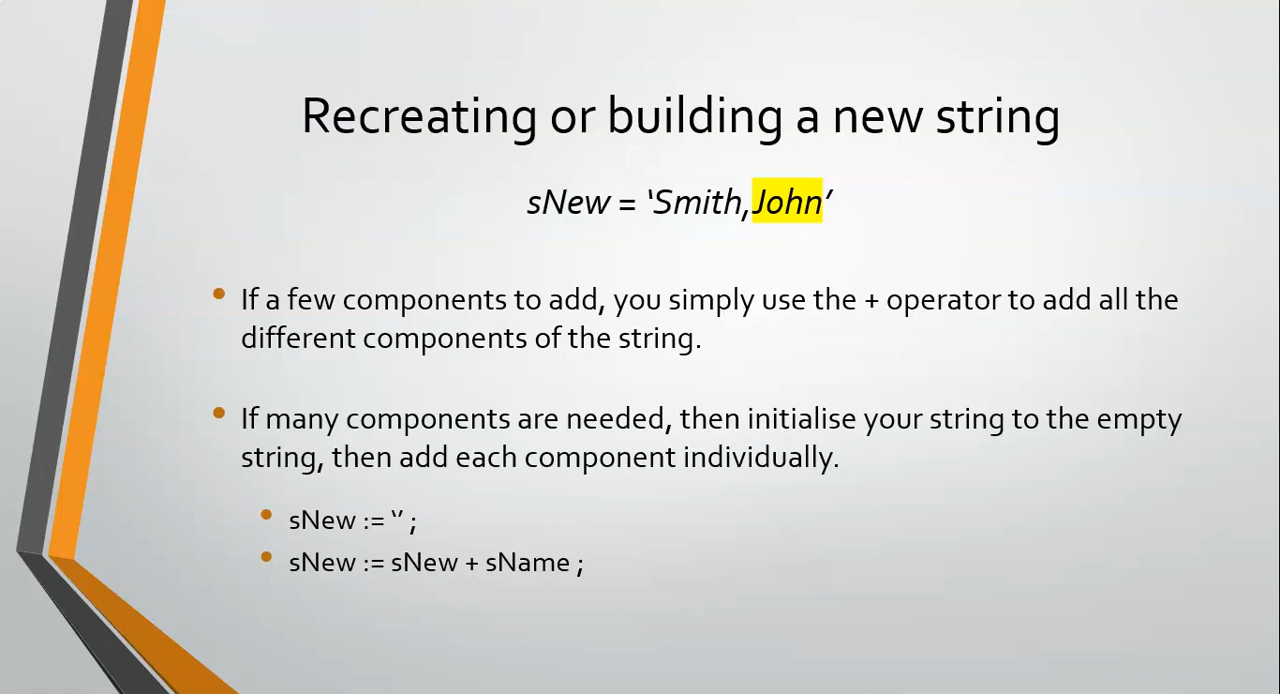 Recreating or building a new string
sNew = ‘Smith,John’
• If a few components to add, you simply use the + operator to add all the
different components of the string.
• If many components are needed, then initialise your string to the empty
string, then add each component individually.
• sNew := ‘’ ;
• sNew := sNew + sName ;